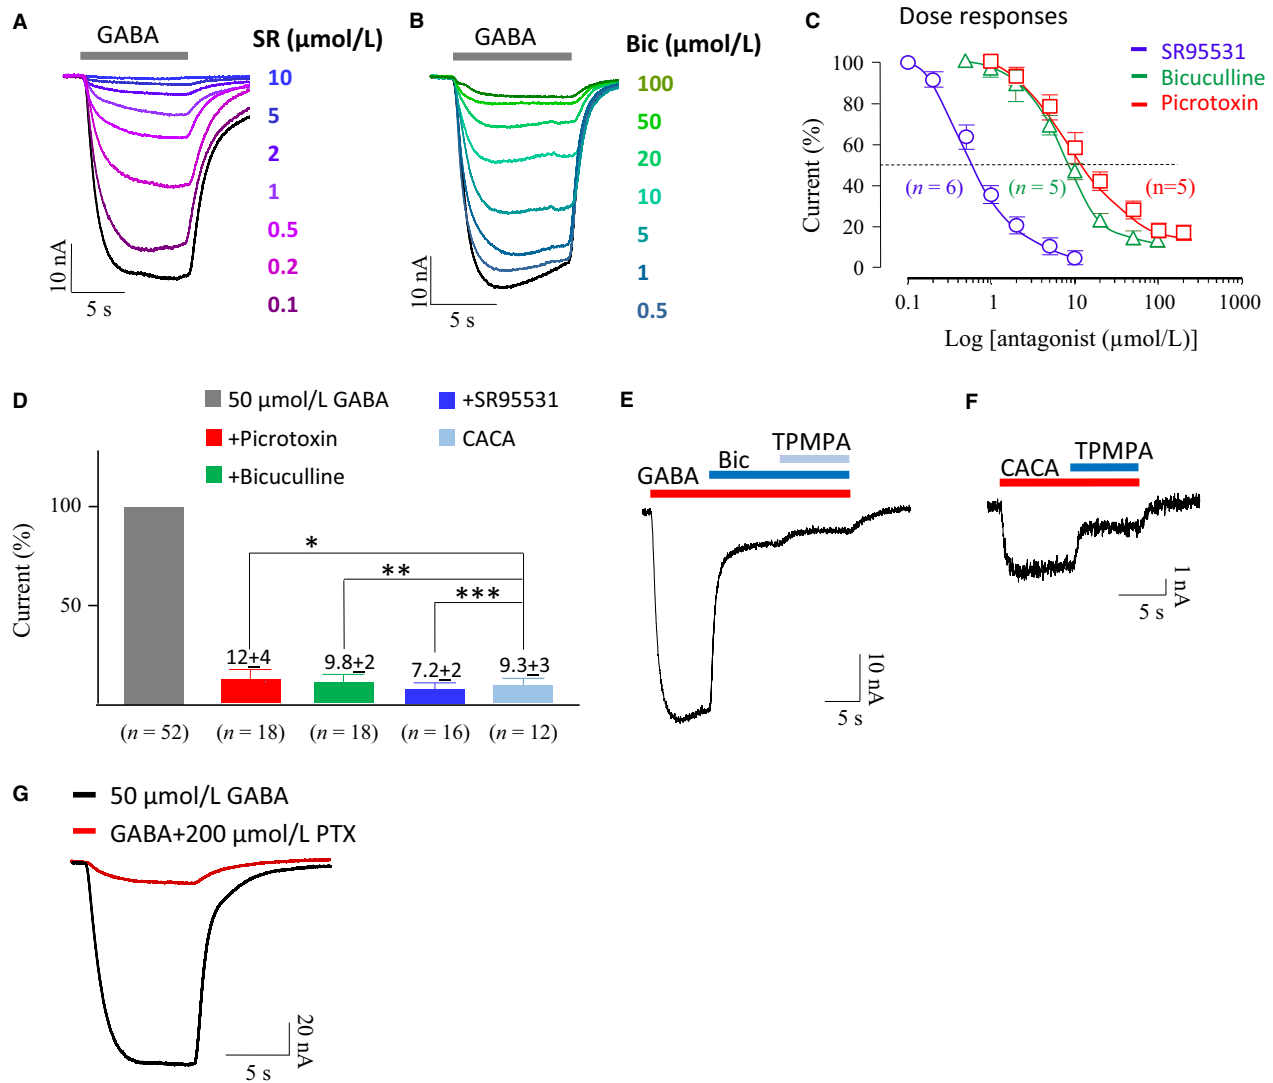 A
GABA
SR (µmol/L)
10
5
2
1
0.5
0.2
0.1
10 nA
5 s
B
GABA
Bic (µmol/L)
100
50
20
10
5
1
0.5
10 nA
5 s
C
Dose responses
SR95531
Bicuculline
Picrotoxin
100
80
60
40
20
0
Current (%)
(n = 6)
(n = 5)
(n=5)
0.1
1
10
100
1000
Log [antagonist (µmol/L)]
D
50 µmol/L GABA
+Picrotoxin
+Bicuculline
+SR95531
CACA
100
50
Current (%)
*
**
***
12±4
9.8±2
7.2±2
9.3±3
(n = 52)
(n = 18)
(n = 18)
(n = 16)
(n = 12)
E
TPMPA
Bic
GABA
10 nA
5 s
F
TPMPA
CACA
1 nA
5 s
G
50 µmol/L GABA
GABA+200 µmol/L PTX
20 nA
5 s